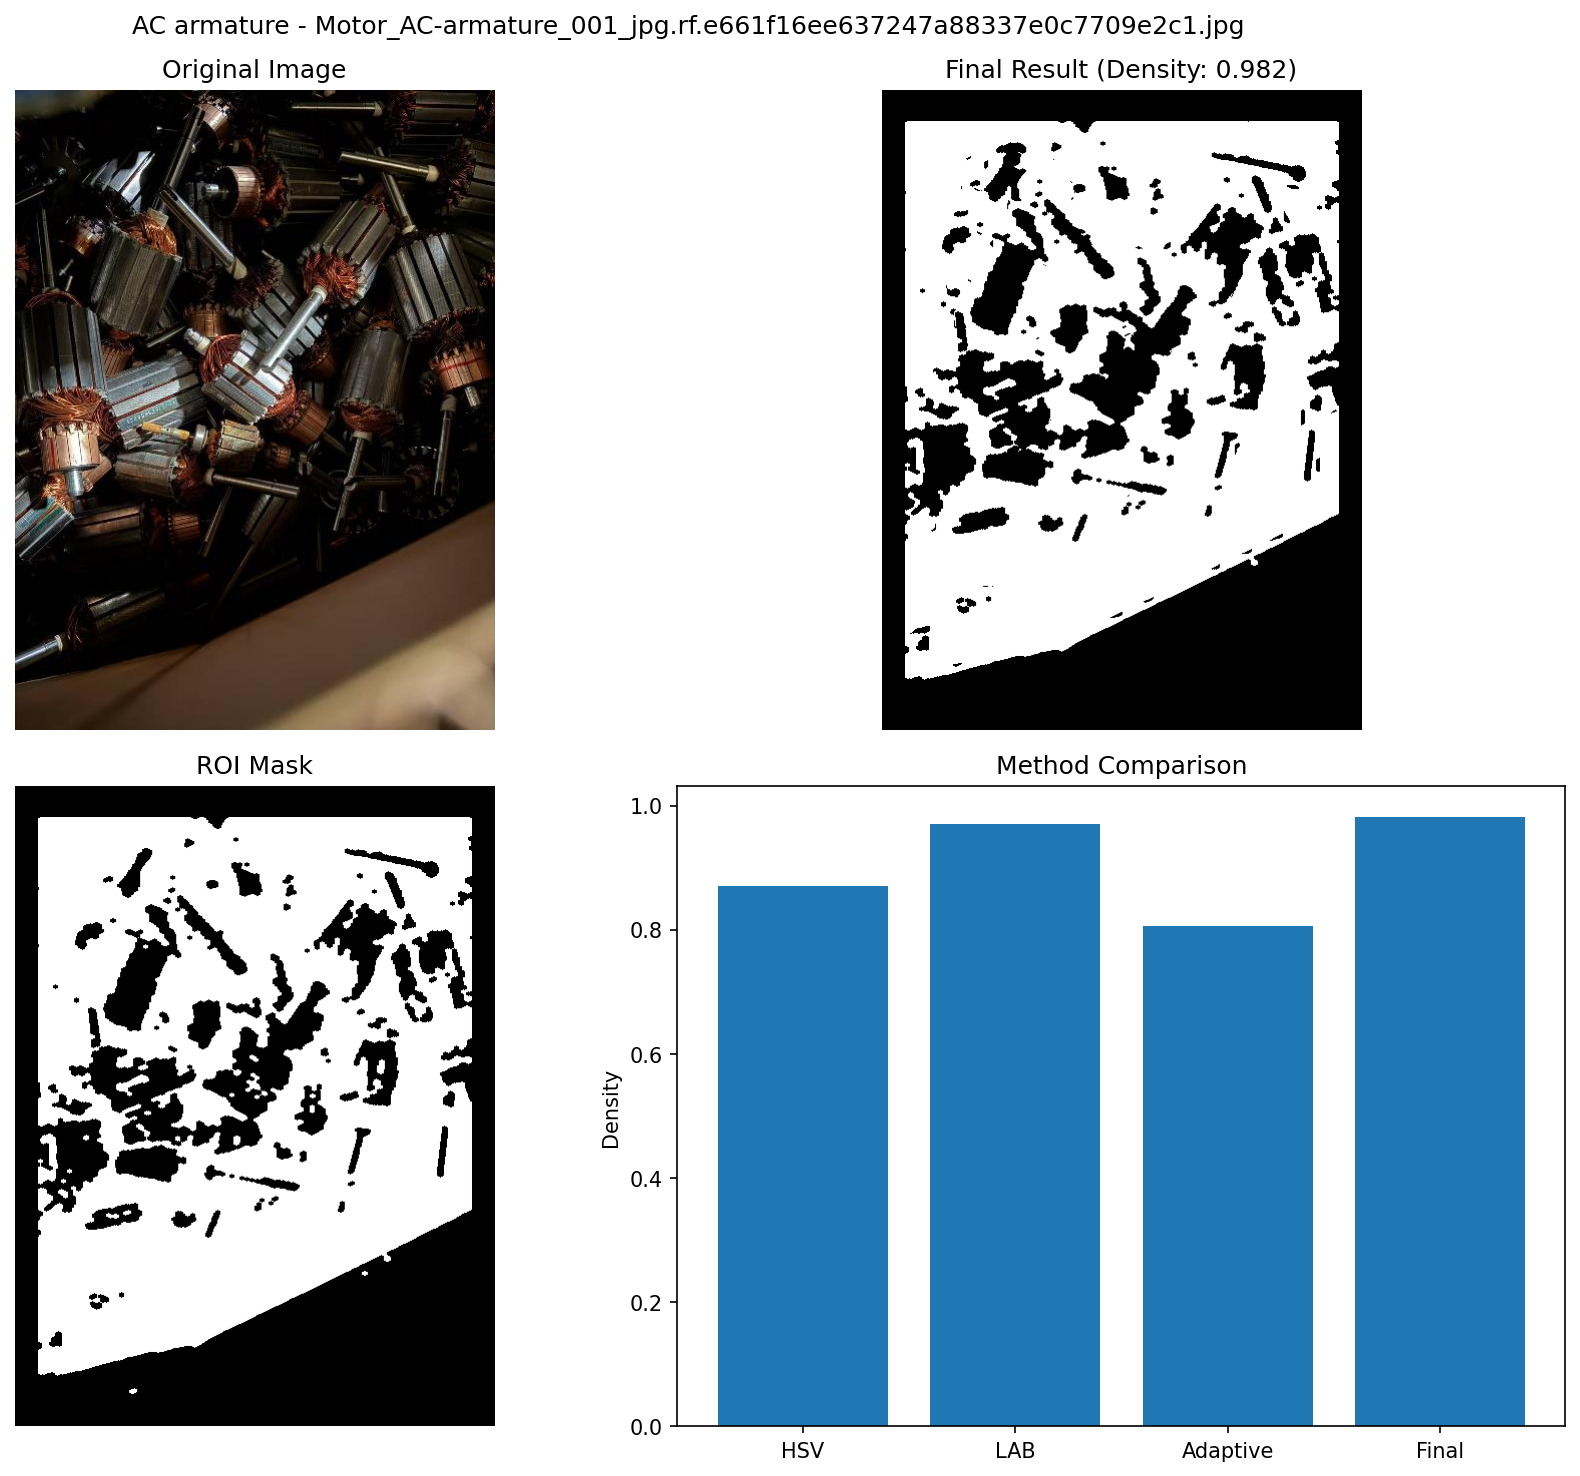 AC armature - Motor_AC-armature_001_jpg.rf.e661f16ee637247a88337e0c7709e2c1.jpg
Original Image
Final Result (Density: 0.982)
ROI Mask
Method Comparison
Density
1.0
0.8
0.6
0.4
0.2
0.0
HSV
LAB
Adaptive
Final